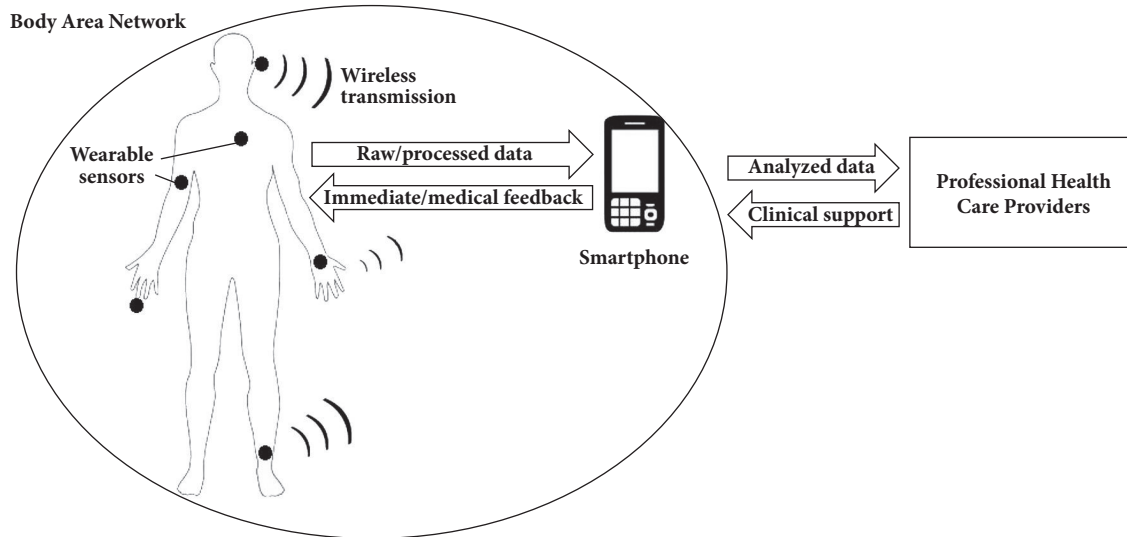 Body Area Network
Wireless
transmission
Wearable
sensors
Raw/processed data
Immediate/medical feedback
Smartphone
Analyzed data
Clinical support
Professional Health
Care Providers